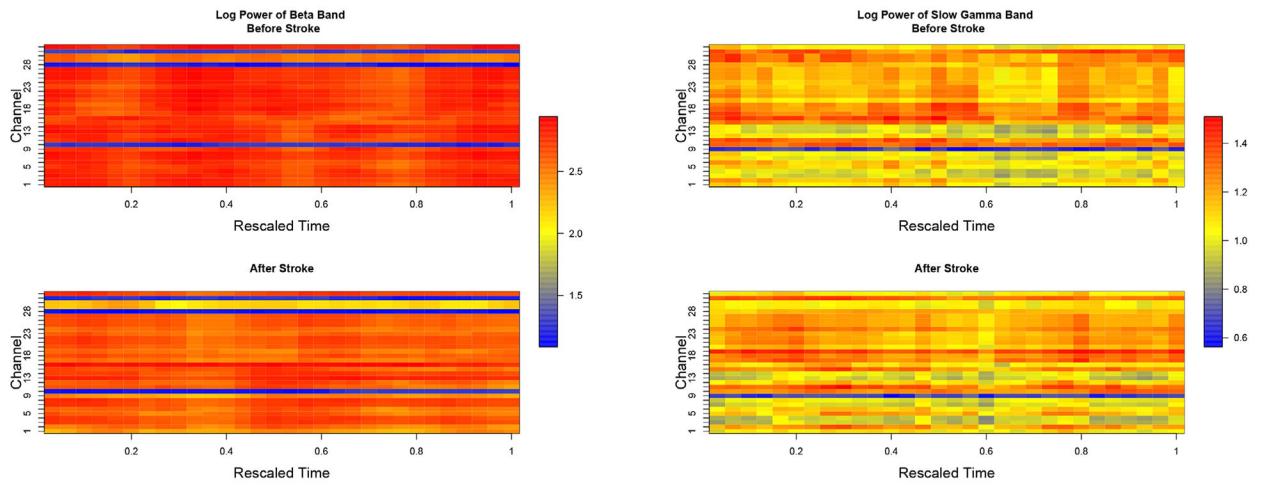 Log Power of Beta Band
Before Stroke
Channel
28
23
18
13
9
5
1
0.2 0.4 0.6 0.8 1
Rescaled Time
After Stroke
Channel
28
23
18
13
9
5
1
0.2 0.4 0.6 0.8 1
Rescaled Time
2.5
2.0
1.5
Log Power of Slow Gamma Band
Before Stroke
Channel
28
23
18
13
9
5
1
0.2 0.4 0.6 0.8 1
Rescaled Time
After Stroke
Channel
28
23
18
13
9
5
1
0.2 0.4 0.6 0.8 1
Rescaled Time
1.4
1.2
1.0
0.8
0.6